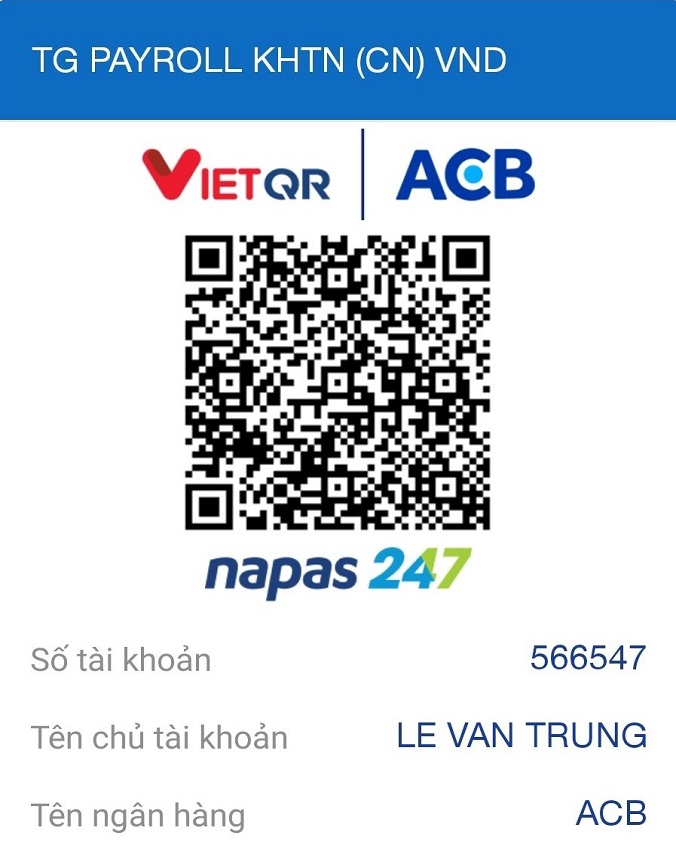 TG PAYROLL KHTN (CN) VND
VIETQR | ACB
napas 247
Số tài khoản 566547
Tên chủ tài khoản LE VAN TRUNG
Tên ngân hàng ACB